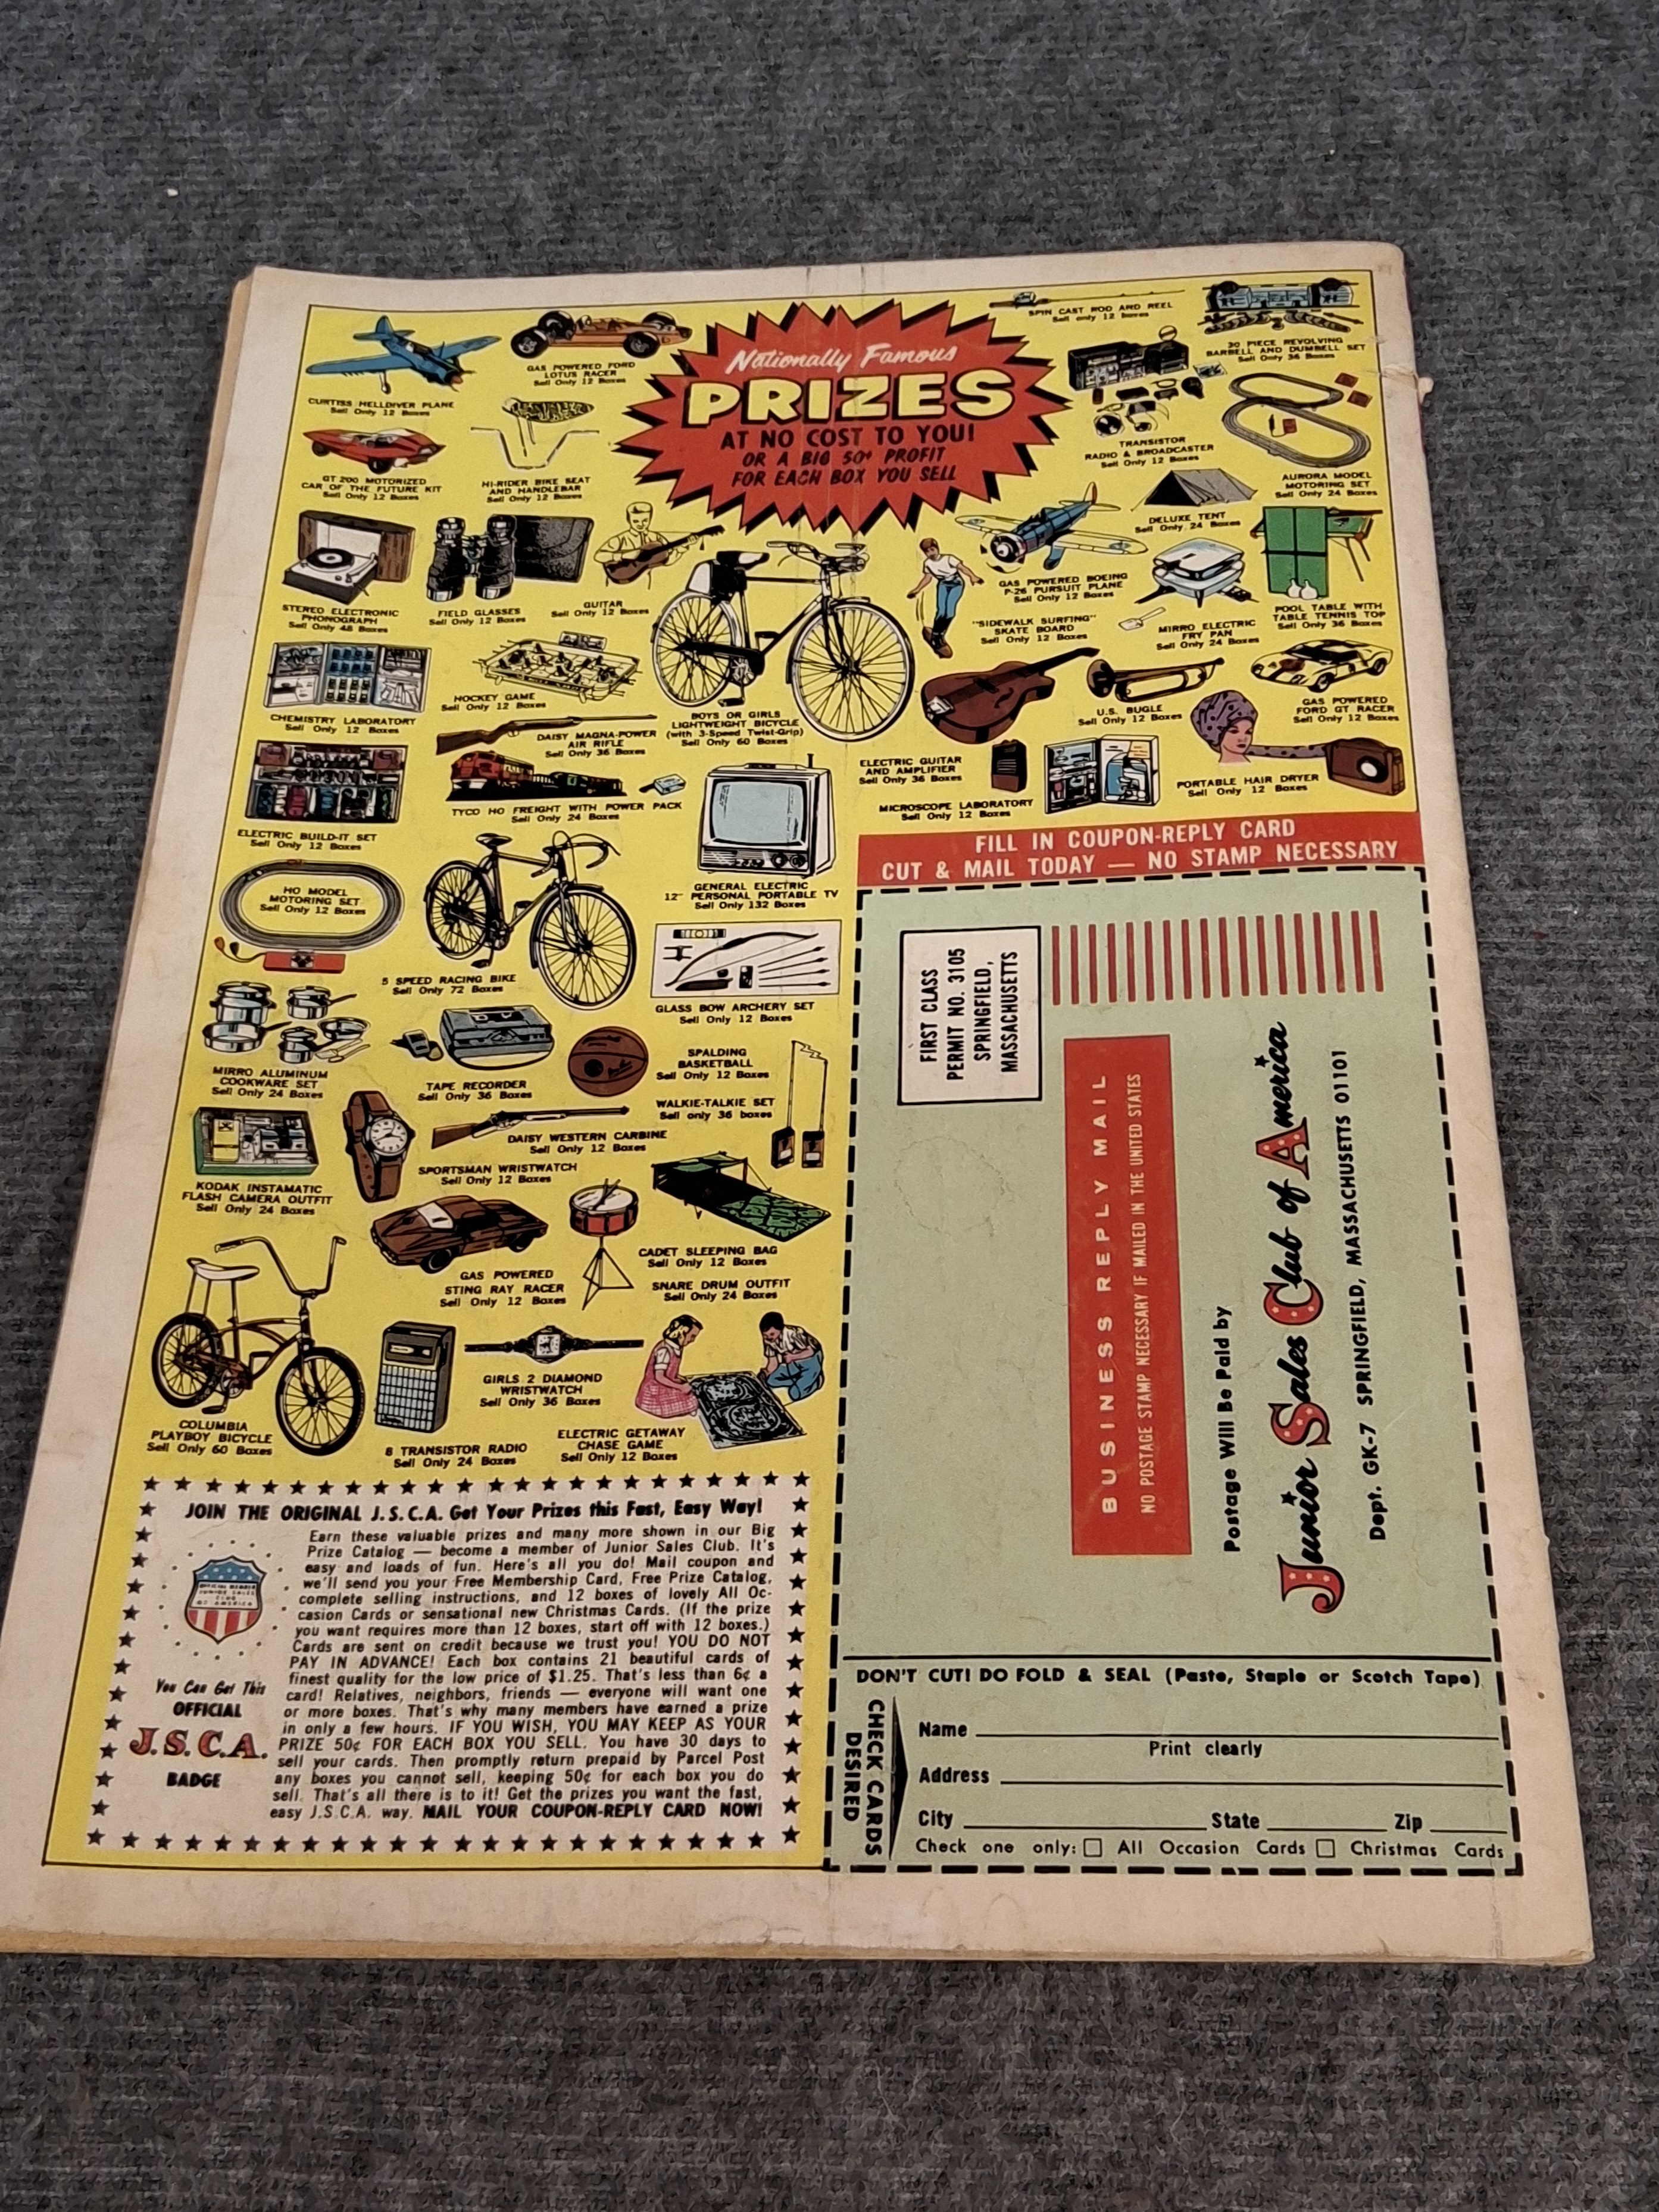 Nationally Famous
PRIZES
AT NO COST TO YOU!
OR A BIG 50¢ PROFIT
FOR EACH BOX YOU SELL
CURTISS HELLDIVER PLANE
Sell Only 12 Boxes
GAS POWERED FORD
LOTUS RACER
Sell Only 12 Boxes
GT 200 MOTORIZED
CAR OF THE FUTURE KIT
Sell Only 12 Boxes
HI-RIDER BIKE SEAT
AND HANDLEBAR
Sell Only 12 Boxes
SPIN CAST ROD AND REEL
Sell only 12 Boxes
30 PIECE REVOLVING
BARBELL AND DUMBELL SET
Sell Only 36 Boxes
TRANSISTOR
RADIO & BROADCASTER
Sell Only 12 Boxes
AURORA MODEL
MOTORING SET
Sell Only 24 Boxes
DELUXE TENT
Sell Only 24 Boxes
STEREO ELECTRONIC
PHONOGRAPH
Sell Only 48 Boxes
FIELD GLASSES
Sell Only 12 Boxes
GUITAR
Sell Only 12 Boxes
GAS POWERED BOEING
P-26 PURSUIT PLANE
Sell Only 12 Boxes
"SIDEWALK SURFING"
SKATE BOARD
Sell Only 12 Boxes
MIRRO ELECTRIC
FRY PAN
Sell Only 24 Boxes
POOL TABLE WITH
TABLE TENNIS TOP
Sell Only 36 Boxes
CHEMISTRY LABORATORY
Sell Only 12 Boxes
HOCKEY GAME
Sell Only 12 Boxes
DAISY MAGNA-POWER
AIR RIFLE
Sell Only 36 Boxes
BOYS OR GIRLS
LIGHTWEIGHT BICYCLE
(with 3-Speed Twist-Grip)
Sell Only 60 Boxes
U.S. BUGLE
Sell Only 12 Boxes
GAS POWERED
FORD GT RACER
Sell Only 12 Boxes
ELECTRIC GUITAR
AND AMPLIFIER
Sell Only 36 Boxes
MICROSCOPE LABORATORY
Sell Only 12 Boxes
PORTABLE HAIR DRYER
Sell Only 12 Boxes
ELECTRIC BUILD-IT SET
Sell Only 12 Boxes
TYCO HO FREIGHT WITH POWER PACK
Sell Only 24 Boxes
HO MODEL
MOTORING SET
Sell Only 12 Boxes
GENERAL ELECTRIC
12" PERSONAL PORTABLE TV
Sell Only 132 Boxes
5 SPEED RACING BIKE
Sell Only 72 Boxes
GLASS BOW ARCHERY SET
Sell Only 12 Boxes
MIRRO ALUMINUM
COOKWARE SET
Sell Only 24 Boxes
TAPE RECORDER
Sell Only 36 Boxes
SPALDING
BASKETBALL
Sell Only 12 Boxes
WALKIE-TALKIE SET
Sell only 36 boxes
DAISY WESTERN CARBINE
Sell Only 12 Boxes
KODAK INSTAMATIC
FLASH CAMERA OUTFIT
Sell Only 24 Boxes
SPORTSMAN WRISTWATCH
Sell Only 12 Boxes
CADET SLEEPING BAG
Sell Only 12 Boxes
GAS POWERED
STING RAY RACER
Sell Only 12 Boxes
SNARE DRUM OUTFIT
Sell Only 24 Boxes
COLUMBIA
PLAYBOY BICYCLE
Sell Only 60 Boxes
8 TRANSISTOR RADIO
Sell Only 24 Boxes
GIRLS 2 DIAMOND
WRISTWATCH
Sell Only 36 Boxes
ELECTRIC GETAWAY
CHASE GAME
Sell Only 12 Boxes
JOIN THE ORIGINAL J.S.C.A. Get Your Prizes this Fast, Easy Way!
Earn these valuable prizes and many more shown in our Big
Prize Catalog — become a member of Junior Sales Club. It's
easy and loads of fun. Here's all you do! Mail coupon and
we'll send you your Free Membership Card, Free Prize Catalog,
complete selling instructions, and 12 boxes of lovely All Oc-
casion Cards or sensational new Christmas Cards. (If the prize
you want requires more than 12 boxes, start off with 12 boxes.)
Cards are sent on credit because we trust you! YOU DO NOT
PAY IN ADVANCE! Each box contains 21 beautiful cards of
finest quality for the low price of $1.25. That's less than 6¢ a
card! Relatives, neighbors, friends — everyone will want one
or more boxes. That's why many members have earned a prize
in only a few hours. IF YOU WISH, YOU MAY KEEP AS YOUR
PRIZE 50¢ FOR EACH BOX YOU SELL. You have 30 days to
sell your cards. Then promptly return prepaid by Parcel Post
any boxes you cannot sell, keeping 50¢ for each box you do
sell. That's all there is to it! Get the prizes you want the fast,
easy J.S.C.A. way. MAIL YOUR COUPON-REPLY CARD NOW!
OFFICIAL MEMBER
JUNIOR SALES
CLUB
OF AMERICA
You Can Get This
OFFICIAL
J.S.C.A.
BADGE
FILL IN COUPON-REPLY CARD
CUT & MAIL TODAY — NO STAMP NECESSARY
FIRST CLASS
PERMIT NO. 3105
SPRINGFIELD,
MASSACHUSETTS
BUSINESS REPLY MAIL
NO POSTAGE STAMP NECESSARY IF MAILED IN THE UNITED STATES
Postage Will Be Paid by
Junior Sales Club of America
Dept. GK-7 SPRINGFIELD, MASSACHUSETTS 01101
DON'T CUT! DO FOLD & SEAL (Paste, Staple or Scotch Tape)
CHECK CARDS
DESIRED
Name
Print clearly
Address
City State Zip
Check one only: All Occasion Cards Christmas Cards